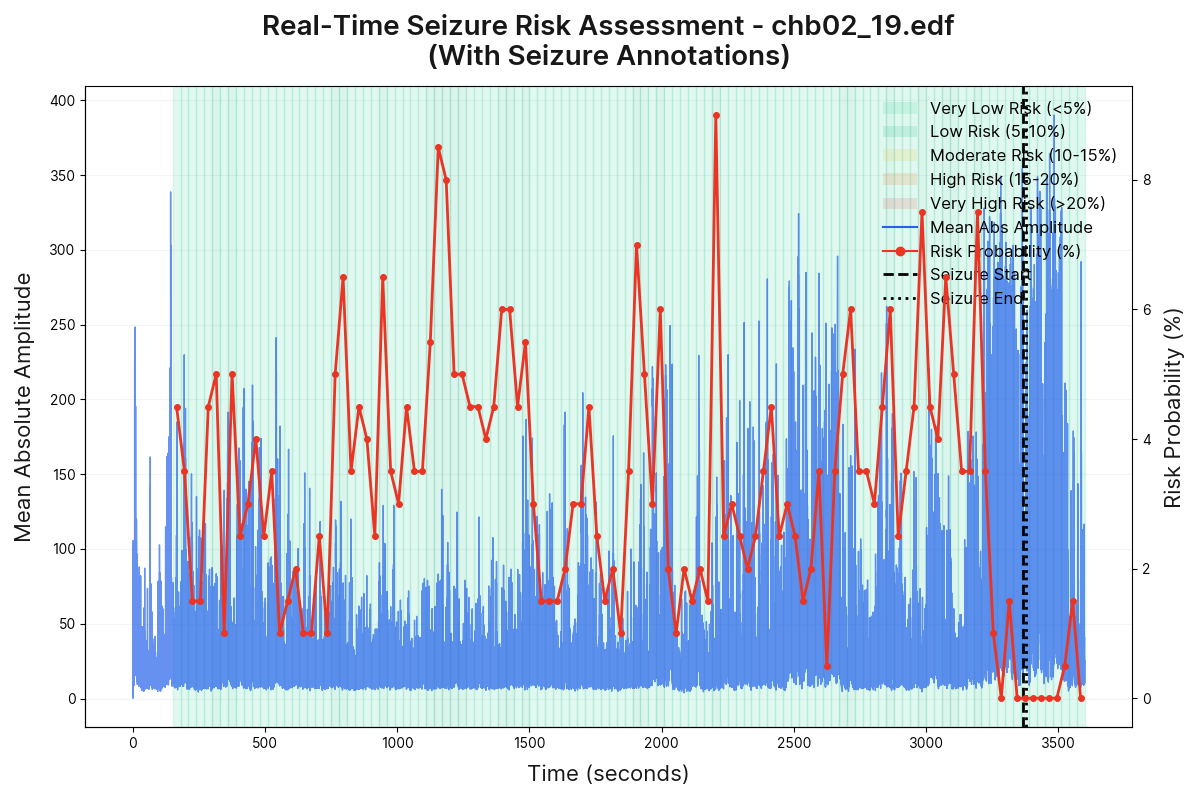 Real-Time Seizure Risk Assessment - chb02_19.edf
(With Seizure Annotations)
Mean Absolute Amplitude
400
350
300
250
200
150
100
50
0
Very Low Risk (<5%)
Low Risk (5-10%)
Moderate Risk (10-15%)
High Risk (15-20%)
Very High Risk (>20%)
Mean Abs Amplitude
Risk Probability (%)
Seizure Start
Seizure End
8
6
4
2
0
Risk Probability (%)
0 500 1000 1500 2000 2500 3000 3500
Time (seconds)